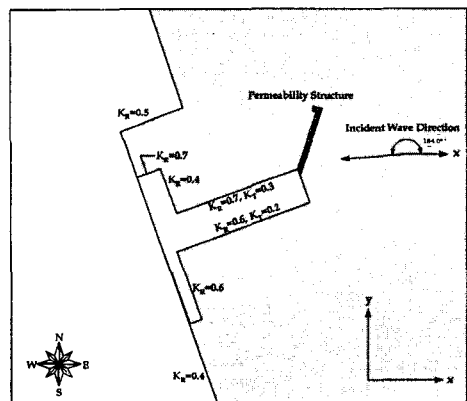 K_R=0.5
Permeability Structure
Incident Wave Direction
184.0°
x
K_R=0.7
K_R=0.4
K_R=0.7, K_T=0.3
K_R=0.6, K_T=0.2
K_R=0.6
y
N
W E
S
K_R=0.4
x